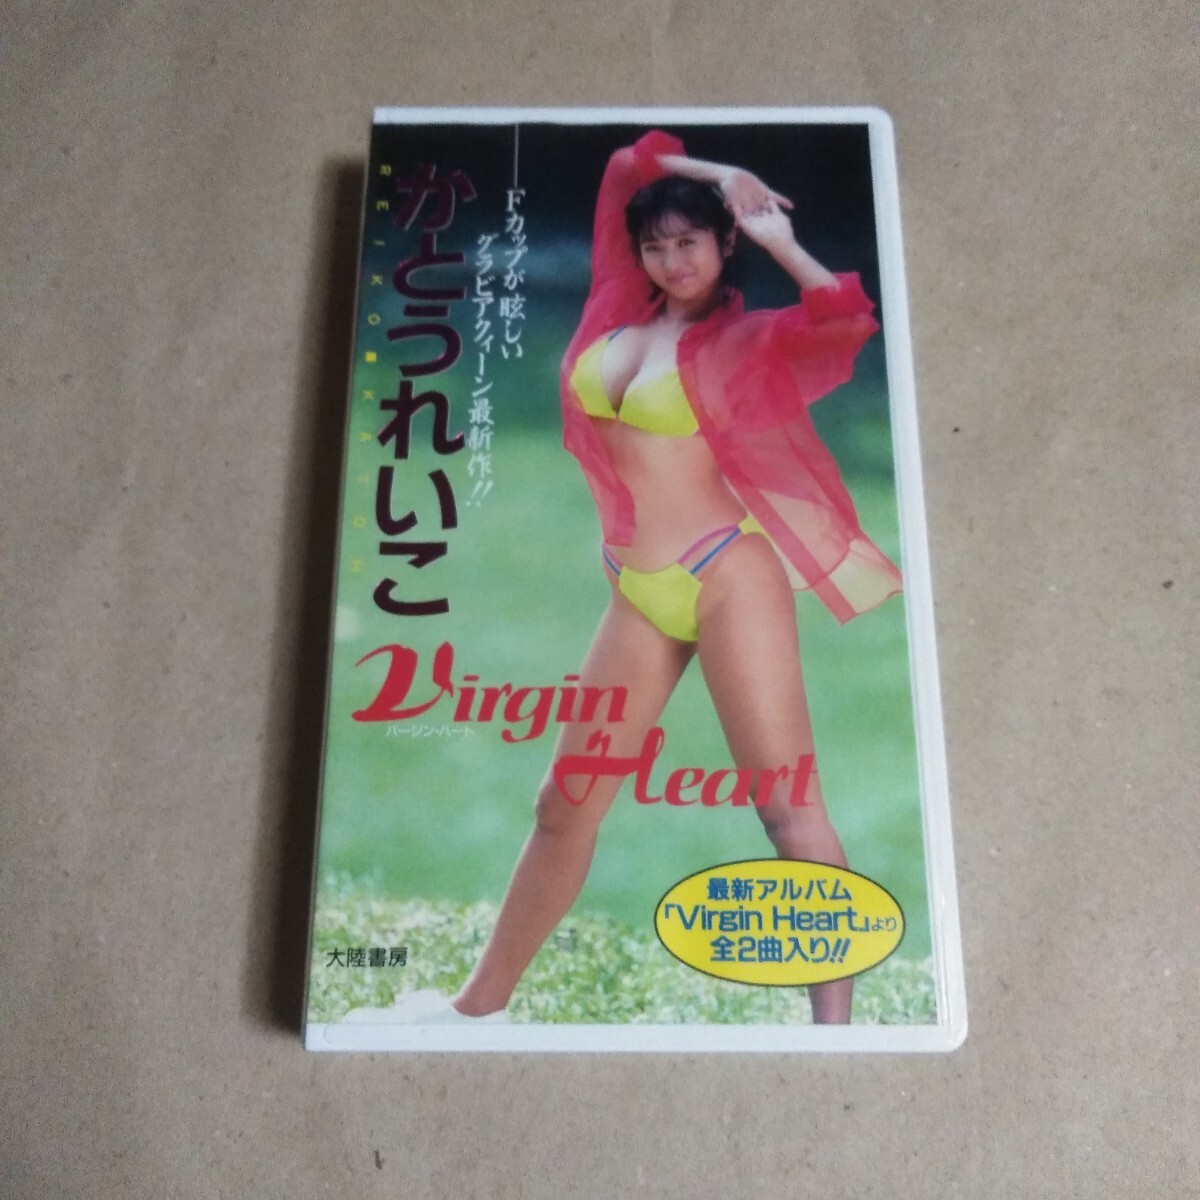 Fカップが眩しい
グラビアクィーン最新作!!
かとうれいこ
REIKO■KATOH
Virgin
バージン・ハート
Heart
最新アルバム
「Virgin Heart」より
全2曲入り!!
大陸書房